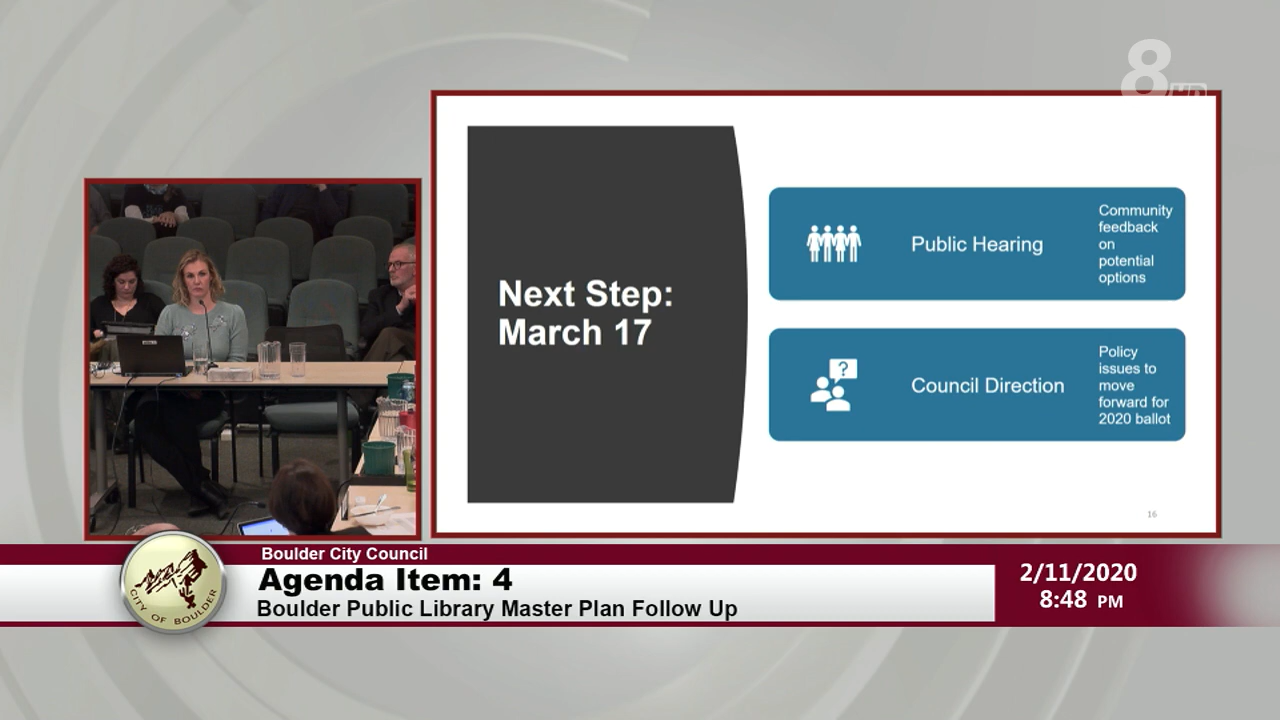 8HD
Next Step:
March 17
Public Hearing
Community
feedback
on
potential
options
Council Direction
Policy
issues to
move
forward for
2020 ballot
16
Boulder City Council
Agenda Item: 4
Boulder Public Library Master Plan Follow Up
CITY OF BOULDER
2/11/2020
8:48 PM